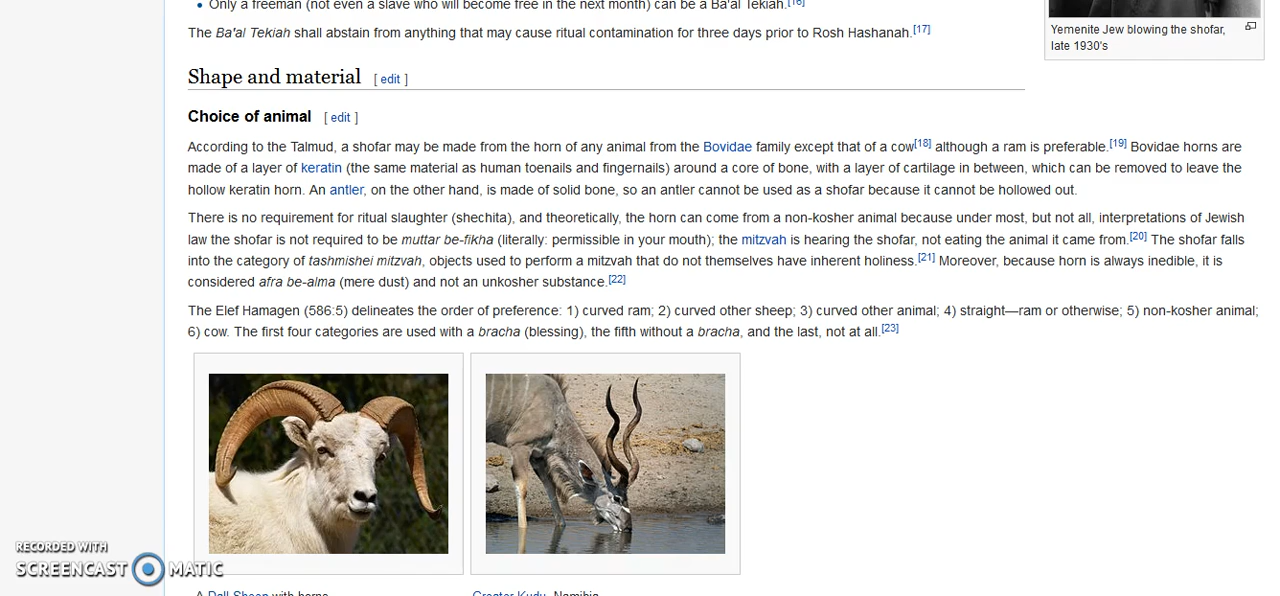 Only a freeman (not even a slave who will become free in the next month) can be a Ba'al Tekiah.[16]
The Ba'al Tekiah shall abstain from anything that may cause ritual contamination for three days prior to Rosh Hashanah.[17]
Yemenite Jew blowing the shofar,
late 1930's
Shape and material [ edit ]
Choice of animal [ edit ]
According to the Talmud, a shofar may be made from the horn of any animal from the Bovidae family except that of a cow[18] although a ram is preferable.[19] Bovidae horns are
made of a layer of keratin (the same material as human toenails and fingernails) around a core of bone, with a layer of cartilage in between, which can be removed to leave the
hollow keratin horn. An antler, on the other hand, is made of solid bone, so an antler cannot be used as a shofar because it cannot be hollowed out.
There is no requirement for ritual slaughter (shechita), and theoretically, the horn can come from a non-kosher animal because under most, but not all, interpretations of Jewish
law the shofar is not required to be muttar be-fikha (literally: permissible in your mouth); the mitzvah is hearing the shofar, not eating the animal it came from.[20] The shofar falls
into the category of tashmishei mitzvah, objects used to perform a mitzvah that do not themselves have inherent holiness.[21] Moreover, because horn is always inedible, it is
considered afra be-alma (mere dust) and not an unkosher substance.[22]
The Elef Hamagen (586:5) delineates the order of preference: 1) curved ram; 2) curved other sheep; 3) curved other animal; 4) straight—ram or otherwise; 5) non-kosher animal;
6) cow. The first four categories are used with a bracha (blessing), the fifth without a bracha, and the last, not at all.[23]
A Dall Sheep with horns
Greater Kudu, Namibia
RECORDED WITH
SCREENCAST MATIC